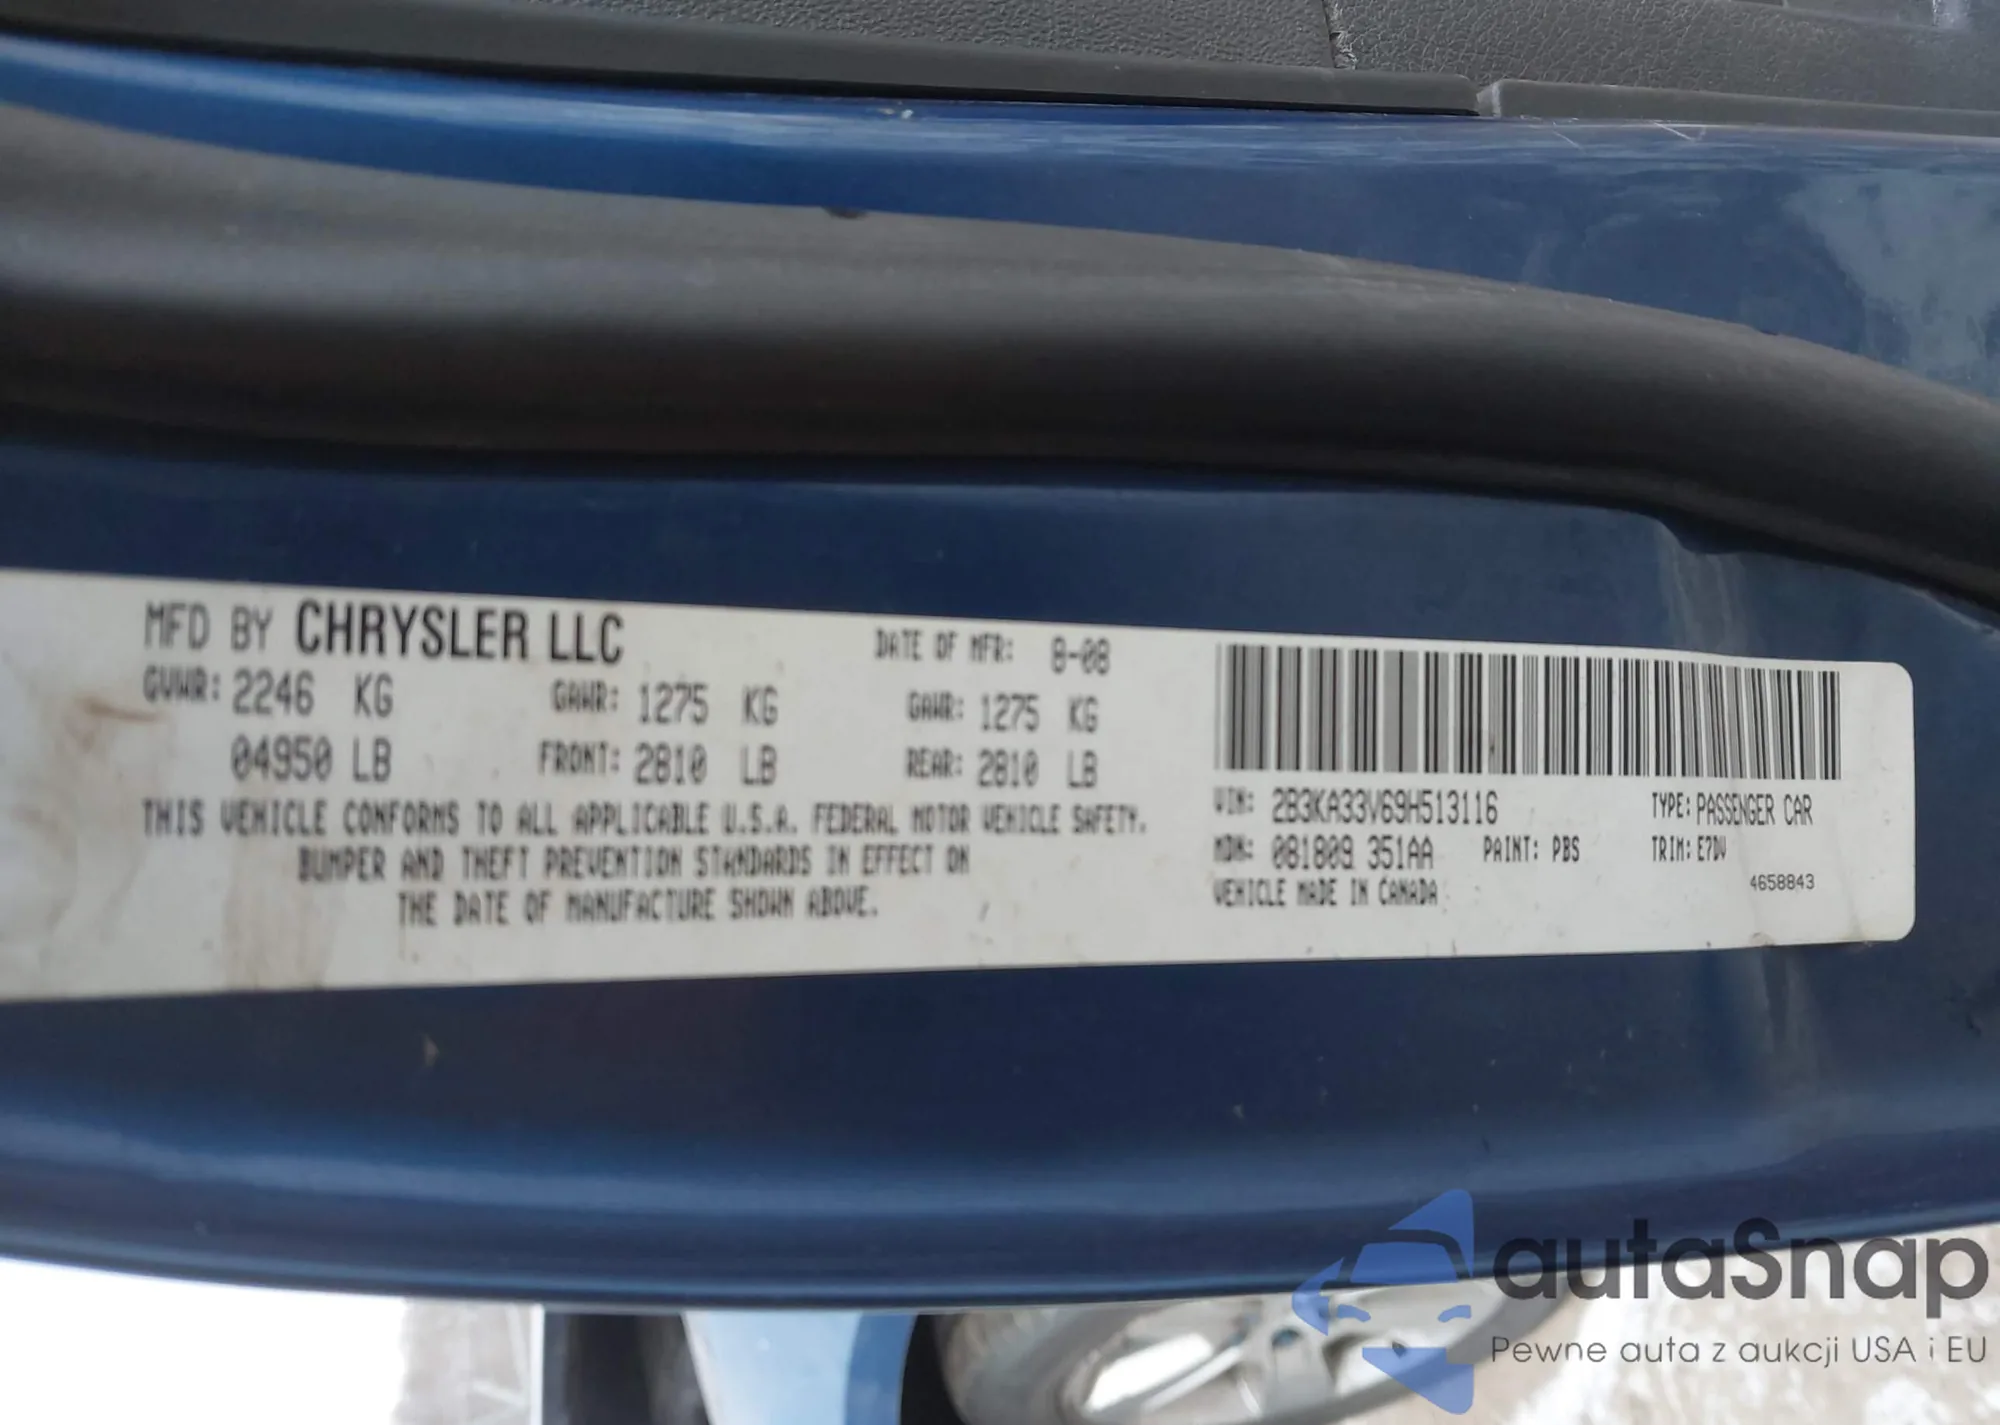 MFD BY CHRYSLER LLC DATE OF MFR: 8-08
GVWR: 2246 KG GAWR: 1275 KG GAWR: 1275 KG
04950 LB FRONT: 2810 LB REAR: 2810 LB
THIS VEHICLE CONFORMS TO ALL APPLICABLE U.S.A. FEDERAL MOTOR VEHICLE SAFETY,
BUMPER AND THEFT PREVENTION STANDARDS IN EFFECT ON
THE DATE OF MANUFACTURE SHOWN ABOVE.
VIN: 2B3KA33V69H513116 TYPE: PASSENGER CAR
MDH: 081809 351AA PAINT: PBS TRIM: E7DV
VEHICLE MADE IN CANADA 4658843
autaSnap
Pewne auta z aukcji USA i EU